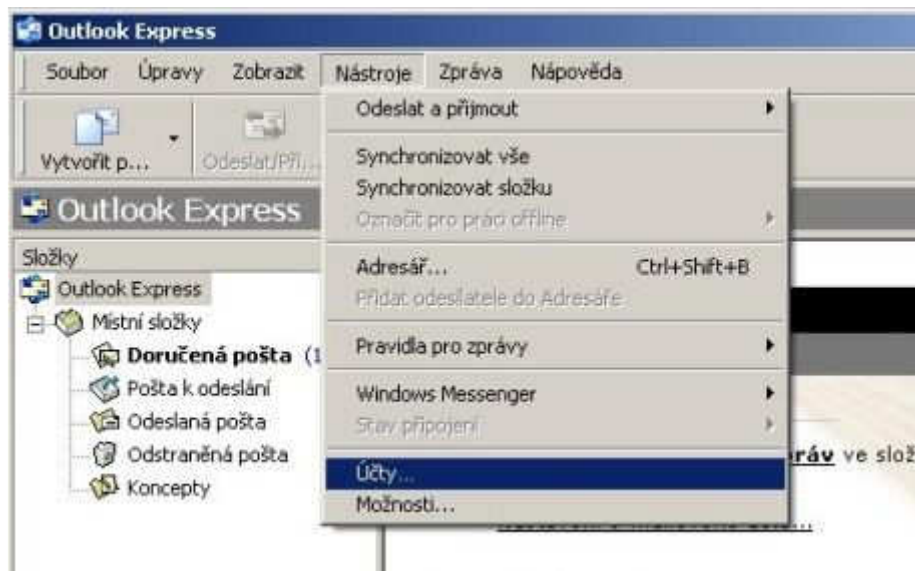 Outlook Express
Soubor Úpravy Zobrazit Nástroje Zpráva Nápověda
Vytvořit p... Odeslat/Při...
Outlook Express
Složky
Outlook Express
Místní složky
Doručená pošta (1
Pošta k odeslání
Odeslaná pošta
Odstraněná pošta
Koncepty
Odeslat a přijmout
Synchronizovat vše
Synchronizovat složku
Označit pro práci offline
Adresář... Ctrl+Shift+B
Přidat odesílatele do Adresáře
Pravidla pro zprávy
Windows Messenger
Stav připojení
Účty...
Možnosti...
ráv ve slož